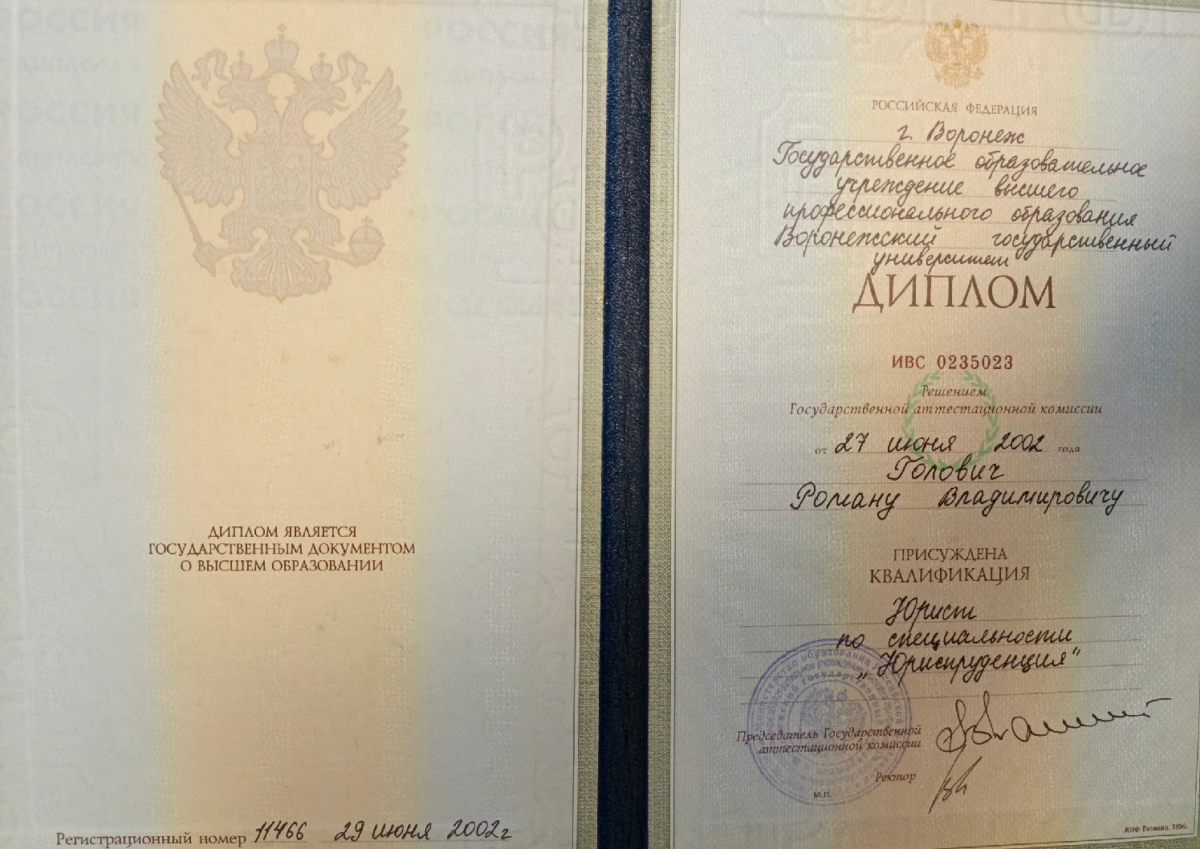 ДИПЛОМ ЯВЛЯЕТСЯ
ГОСУДАРСТВЕННЫМ ДОКУМЕНТОМ
О ВЫСШЕМ ОБРАЗОВАНИИ
Регистрационный номер 11466 29 июня 2002г
РОССИЙСКАЯ ФЕДЕРАЦИЯ
г. Воронеж
Государственное образовательное
учреждение высшего
профессионального образования
Воронежский государственный
университет
ДИПЛОМ
ИВС 0235023
Решением
Государственной аттестационной комиссии
от 27 июня 2002 года
Голович
Роману Владимировичу
ПРИСУЖДЕНА
КВАЛИФИКАЦИЯ
Юрист
по специальности
„Юриспруденция"
Председатель Государственной
аттестационной комиссии
Ректор
М.П.